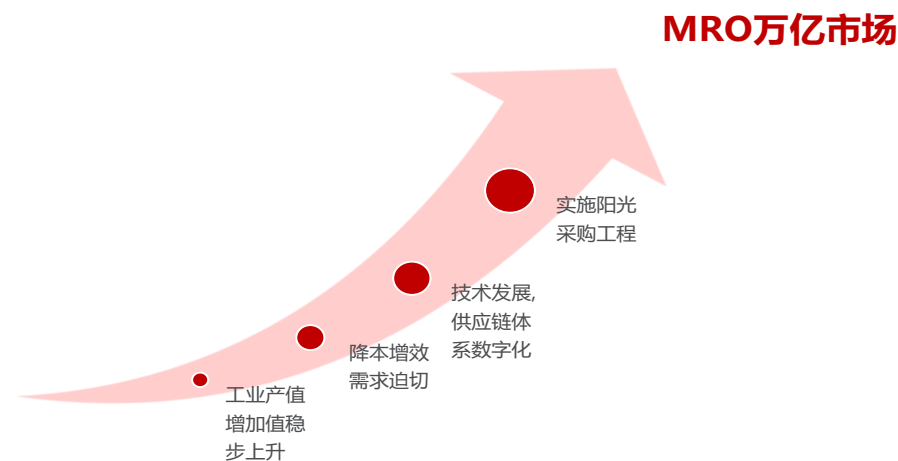 MRO万亿市场
实施阳光
采购工程
技术发展,
供应链体
系数字化
降本增效
需求迫切
工业产值
增加值稳
步上升